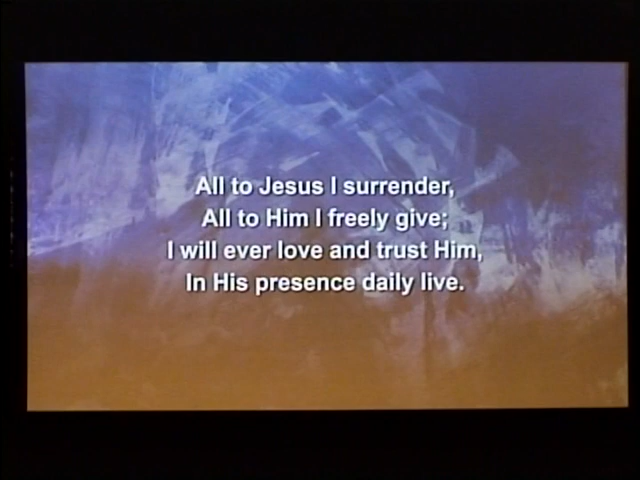 All to Jesus I surrender,
All to Him I freely give;
I will ever love and trust Him,
In His presence daily live.